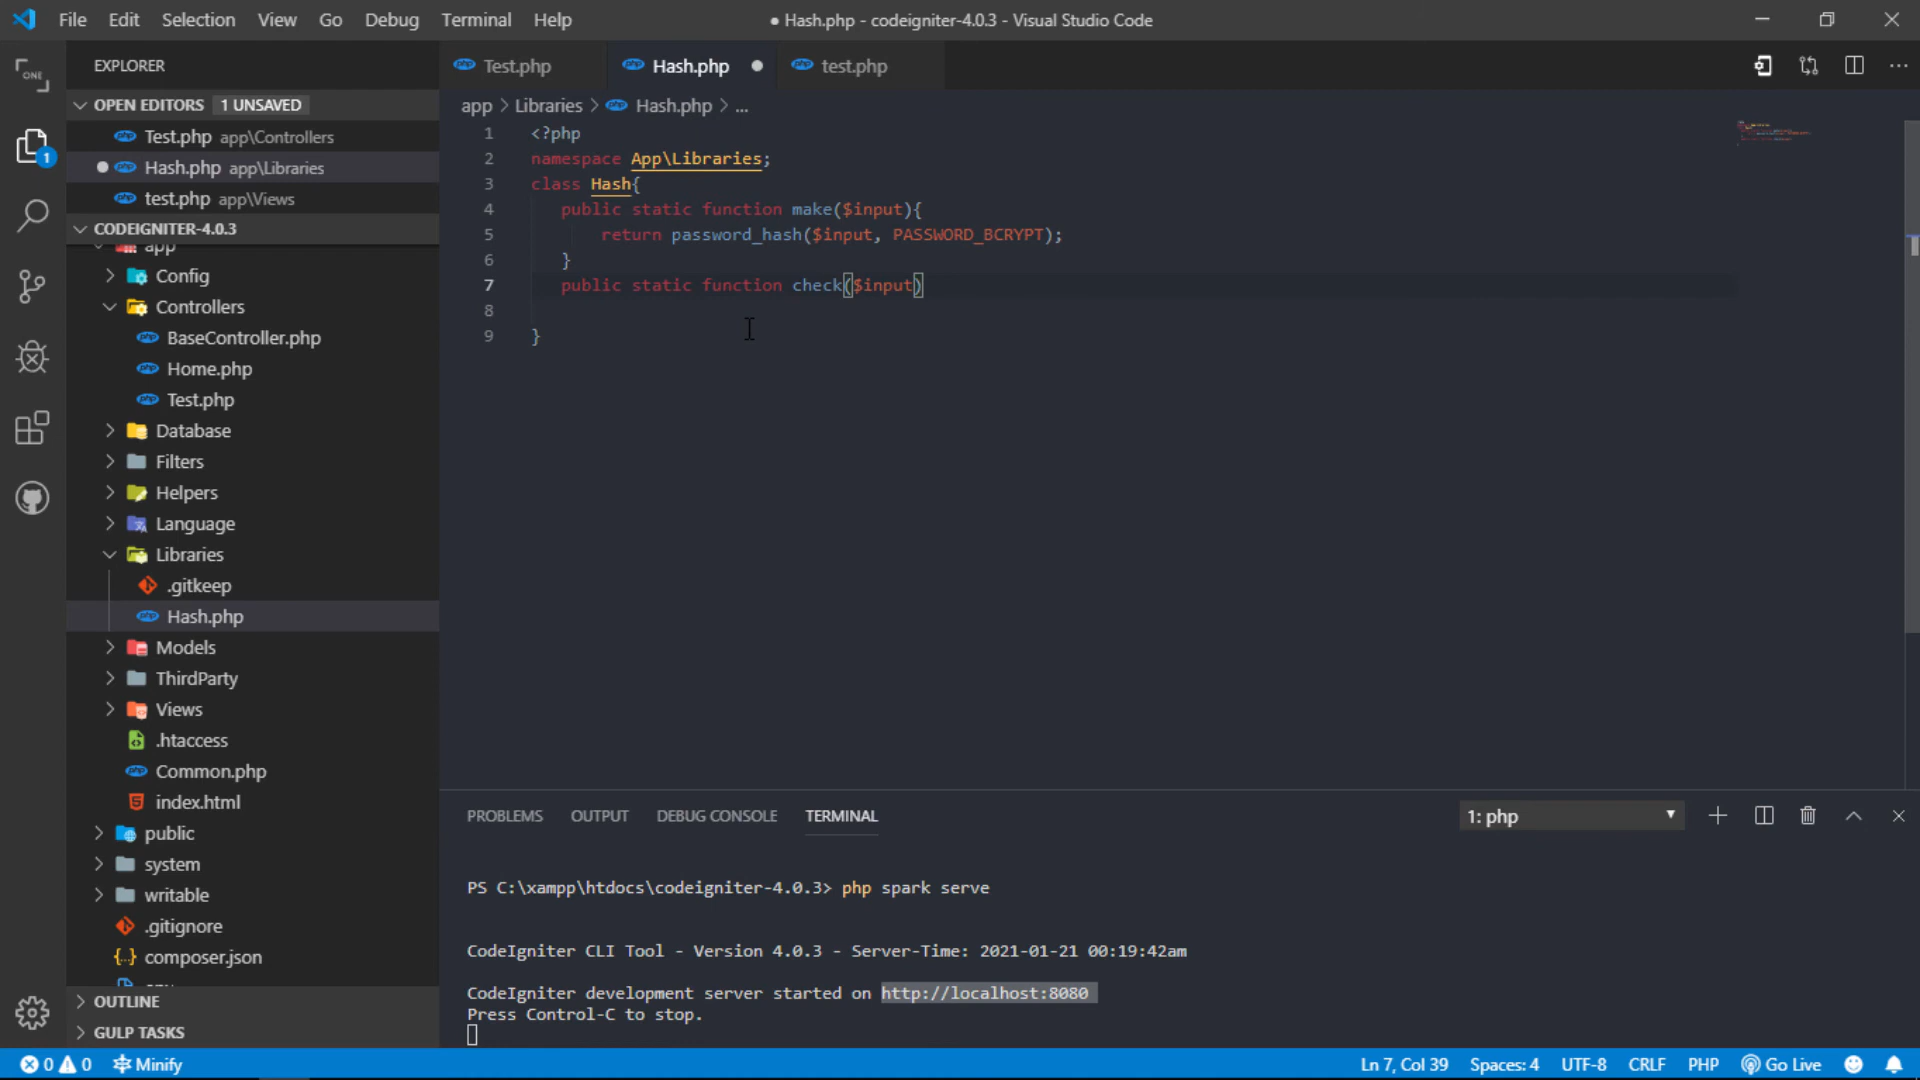 File Edit Selection View Go Debug Terminal Help
● Hash.php - codeigniter-4.0.3 - Visual Studio Code
ONE
EXPLORER
OPEN EDITORS 1 UNSAVED
Test.php app\Controllers
Hash.php app\Libraries
test.php app\Views
CODEIGNITER-4.0.3
app
Config
Controllers
BaseController.php
Home.php
Test.php
Database
Filters
Helpers
Language
Libraries
.gitkeep
Hash.php
Models
ThirdParty
Views
.htaccess
Common.php
index.html
public
system
writable
.gitignore
composer.json
OUTLINE
GULP TASKS
1
Test.php Hash.php test.php
app > Libraries > Hash.php > ...
1 <?php
2 namespace App\Libraries;
3 class Hash{
4 public static function make($input){
5 return password_hash($input, PASSWORD_BCRYPT);
6 }
7 public static function check($input)
8
9 }
PROBLEMS OUTPUT DEBUG CONSOLE TERMINAL 1: php
PS C:\xampp\htdocs\codeigniter-4.0.3> php spark serve
CodeIgniter CLI Tool - Version 4.0.3 - Server-Time: 2021-01-21 00:19:42am
CodeIgniter development server started on http://localhost:8080
Press Control-C to stop.
0 0 Minify Ln 7, Col 39 Spaces: 4 UTF-8 CRLF PHP Go Live